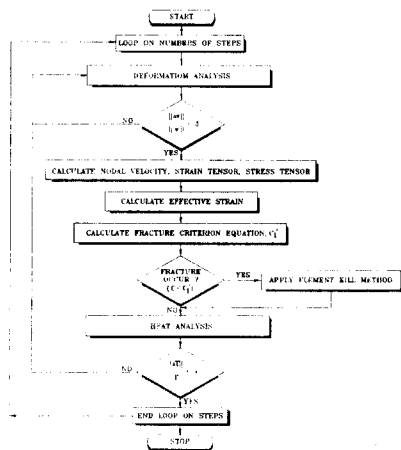 START
LOOP ON NUMBERS OF STEPS
DEFORMATIOM ANALYSIS
NO
YES
CALCULATE NODAL VELOCITY, STRAIN TENSOR, STRESS TENSOR
CALCULATE EFFECTIVE STRAIN
CALCULATE FRACTURE CRITERION EQUATION,
FRACTURE
OCCUR ?
YES
APPLY ELEMENT KILL METHOD
NO
HEAT ANALYSIS
NO
YES
END LOOP ON STEPS
STOP